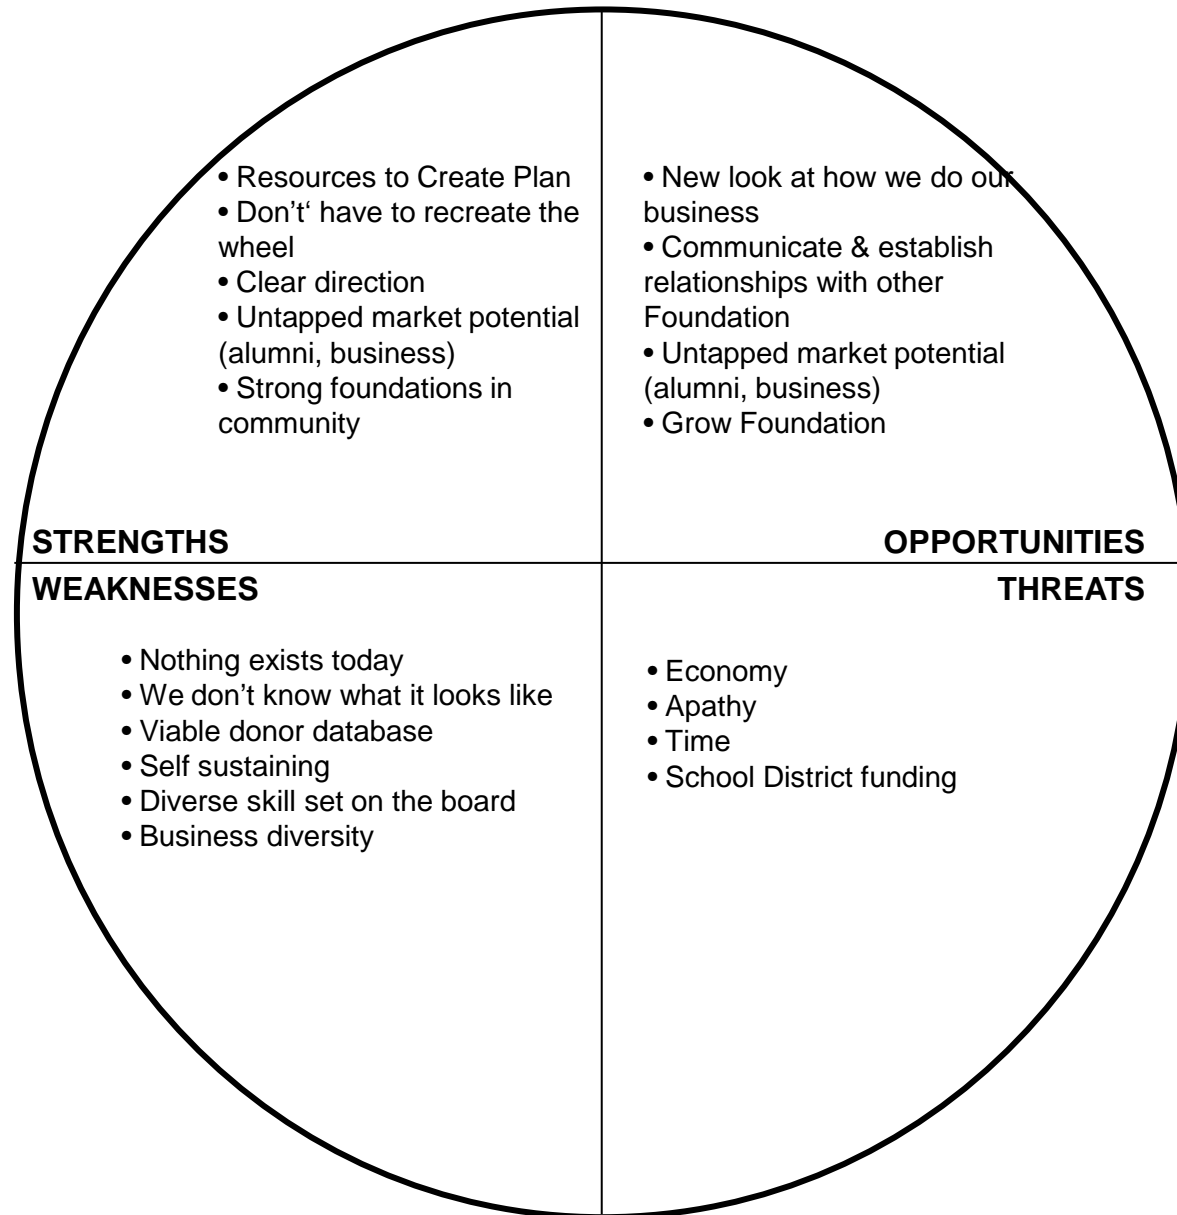 • Resources to Create Plan
• Don't‘ have to recreate the
wheel
• Clear direction
• Untapped market potential
(alumni, business)
• Strong foundations in
community
STRENGTHS
• New look at how we do our
business
• Communicate & establish
relationships with other
Foundation
• Untapped market potential
(alumni, business)
• Grow Foundation
OPPORTUNITIES
WEAKNESSES
• Nothing exists today
• We don’t know what it looks like
• Viable donor database
• Self sustaining
• Diverse skill set on the board
• Business diversity
THREATS
• Economy
• Apathy
• Time
• School District funding